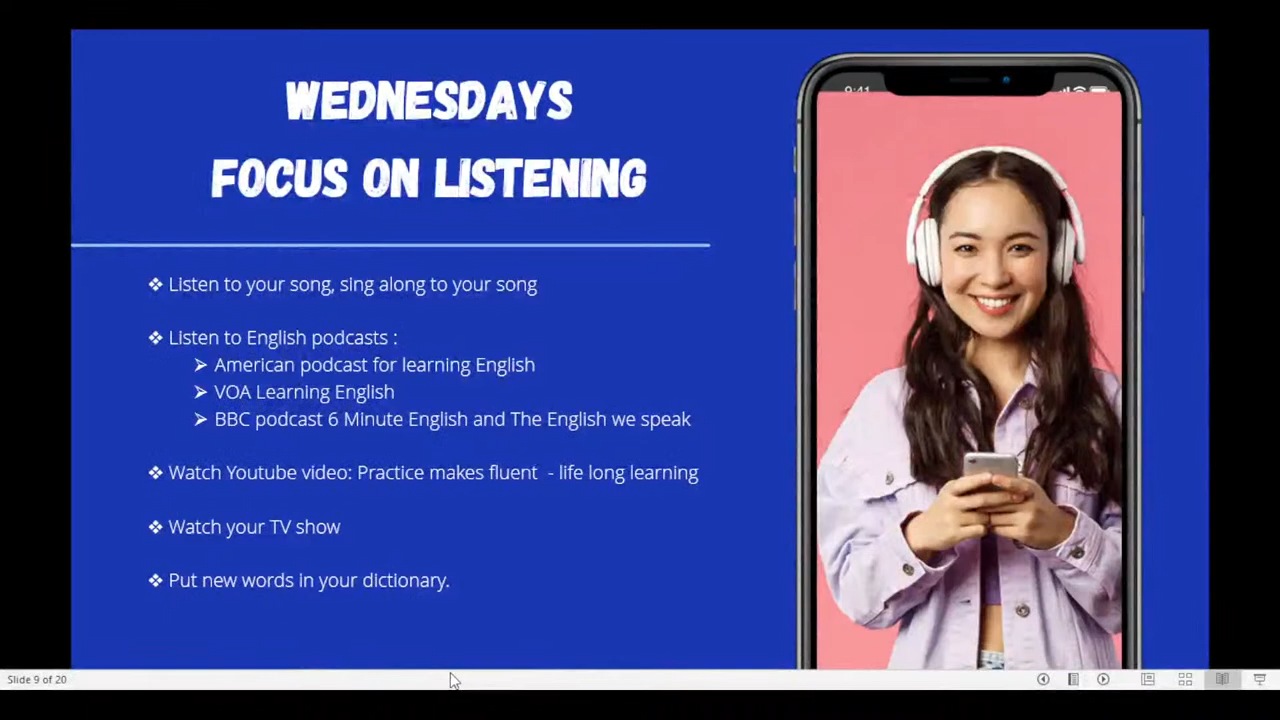 WEDNESDAYS
FOCUS ON LISTENING
❖ Listen to your song, sing along to your song
❖ Listen to English podcasts :
➢ American podcast for learning English
➢ VOA Learning English
➢ BBC podcast 6 Minute English and The English we speak
❖ Watch Youtube video: Practice makes fluent - life long learning
❖ Watch your TV show
❖ Put new words in your dictionary.
9:41
Slide 9 of 20